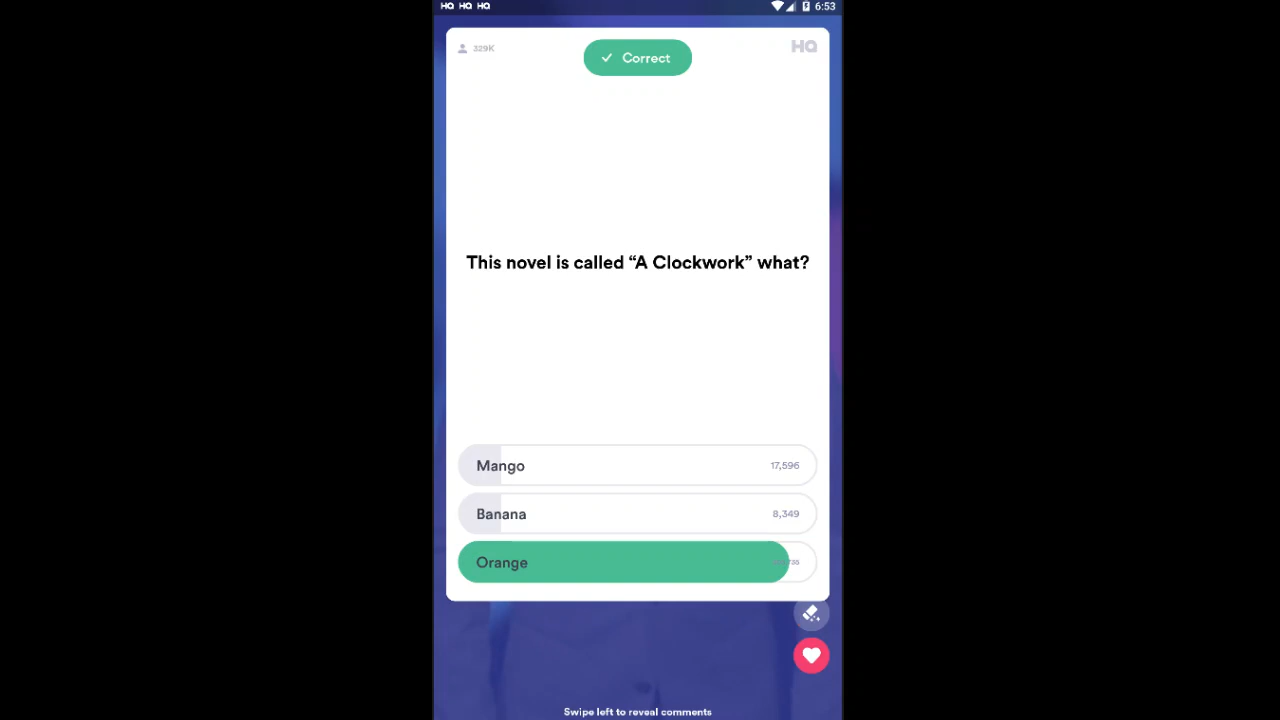 HQ HQ HQ 6:53
329K
Correct
HQ
This novel is called “A Clockwork” what?
Mango 17,596
Banana 8,349
Orange
Swipe left to reveal comments